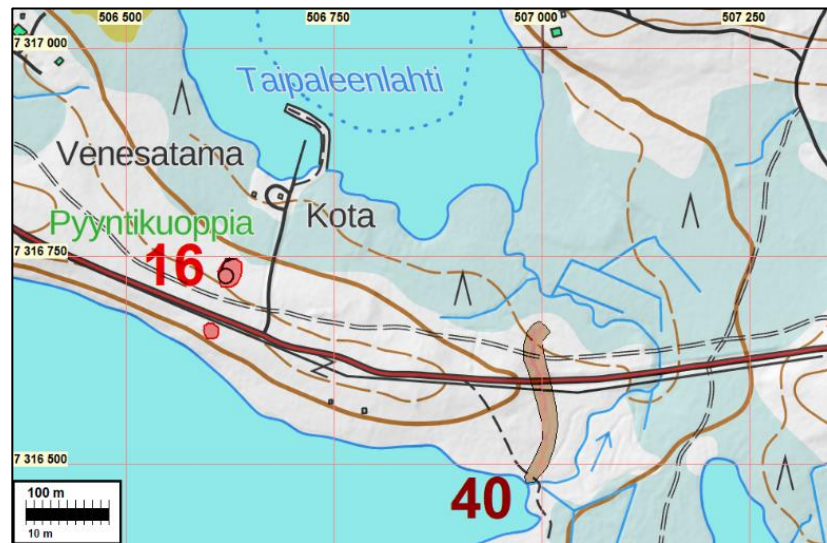 506 500 506 750 507 000 507 250
7 317 000
Taipaleenlahti
Venesatama
Kota
Pyyntikuoppia
7 316 750
16
7 316 500
40
100 m
10 m